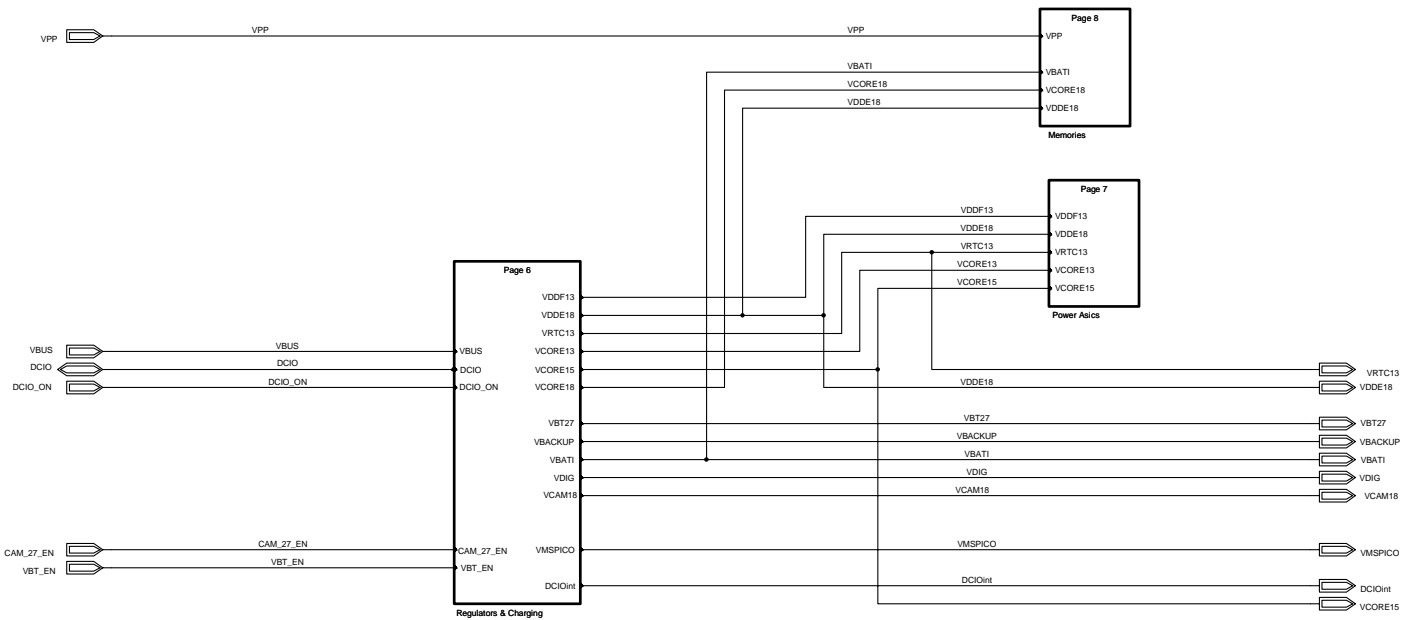 Page 8
VPP VPP VPP VPP
VBATI VBATI
VCORE18 VCORE18
VDDE18 VDDE18
Memories
Page 7
VDDF13 VDDF13
VDDE18 VDDE18
VRTC13 VRTC13
VCORE13 VCORE13
VCORE15 VCORE15
Power Asics
Page 6
VDDF13
VDDE18
VRTC13
VBUS VBUS VBUS VCORE13
DCIO DCIO DCIO VCORE15 VRTC13
DCIO_ON DCIO_ON DCIO_ON VCORE18 VDDE18 VDDE18
VBT27 VBT27 VBT27
VBACKUP VBACKUP VBACKUP
VBATI VBATI VBATI
VDIG VDIG VDIG
VCAM18 VCAM18 VCAM18
CAM_27_EN CAM_27_EN CAM_27_EN VMSPICO VMSPICO VMSPICO
VBT_EN VBT_EN VBT_EN
DCIOint DCIOint DCIOint
VCORE15
Regulators & Charging